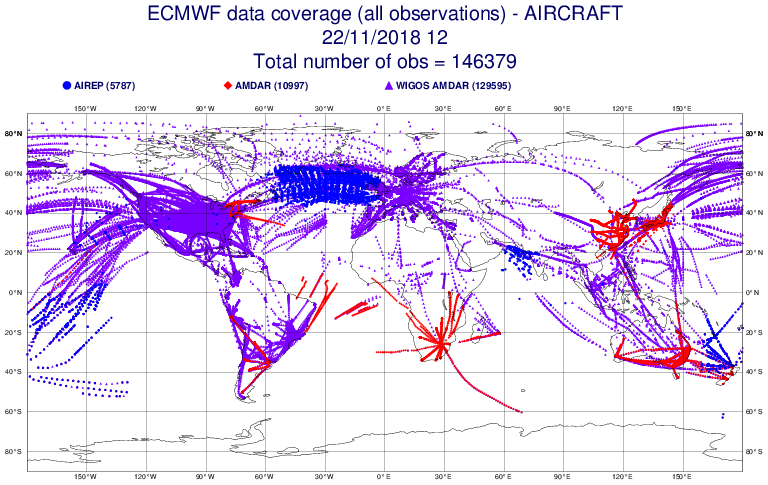 ECMWF data coverage (all observations) - AIRCRAFT
22/11/2018 12
Total number of obs = 146379
AIREP (5787) AMDAR (10997) WIGOS AMDAR (129595)
150°W 120°W 90°W 60°W 30°W 0°E 30°E 60°E 90°E 120°E 150°E
80°N 80°N
60°N 60°N
40°N 40°N
20°N 20°N
0°N 0°N
20°S 20°S
40°S 40°S
60°S 60°S
80°S 80°S
150°W 120°W 90°W 60°W 30°W 0°E 30°E 60°E 90°E 120°E 150°E